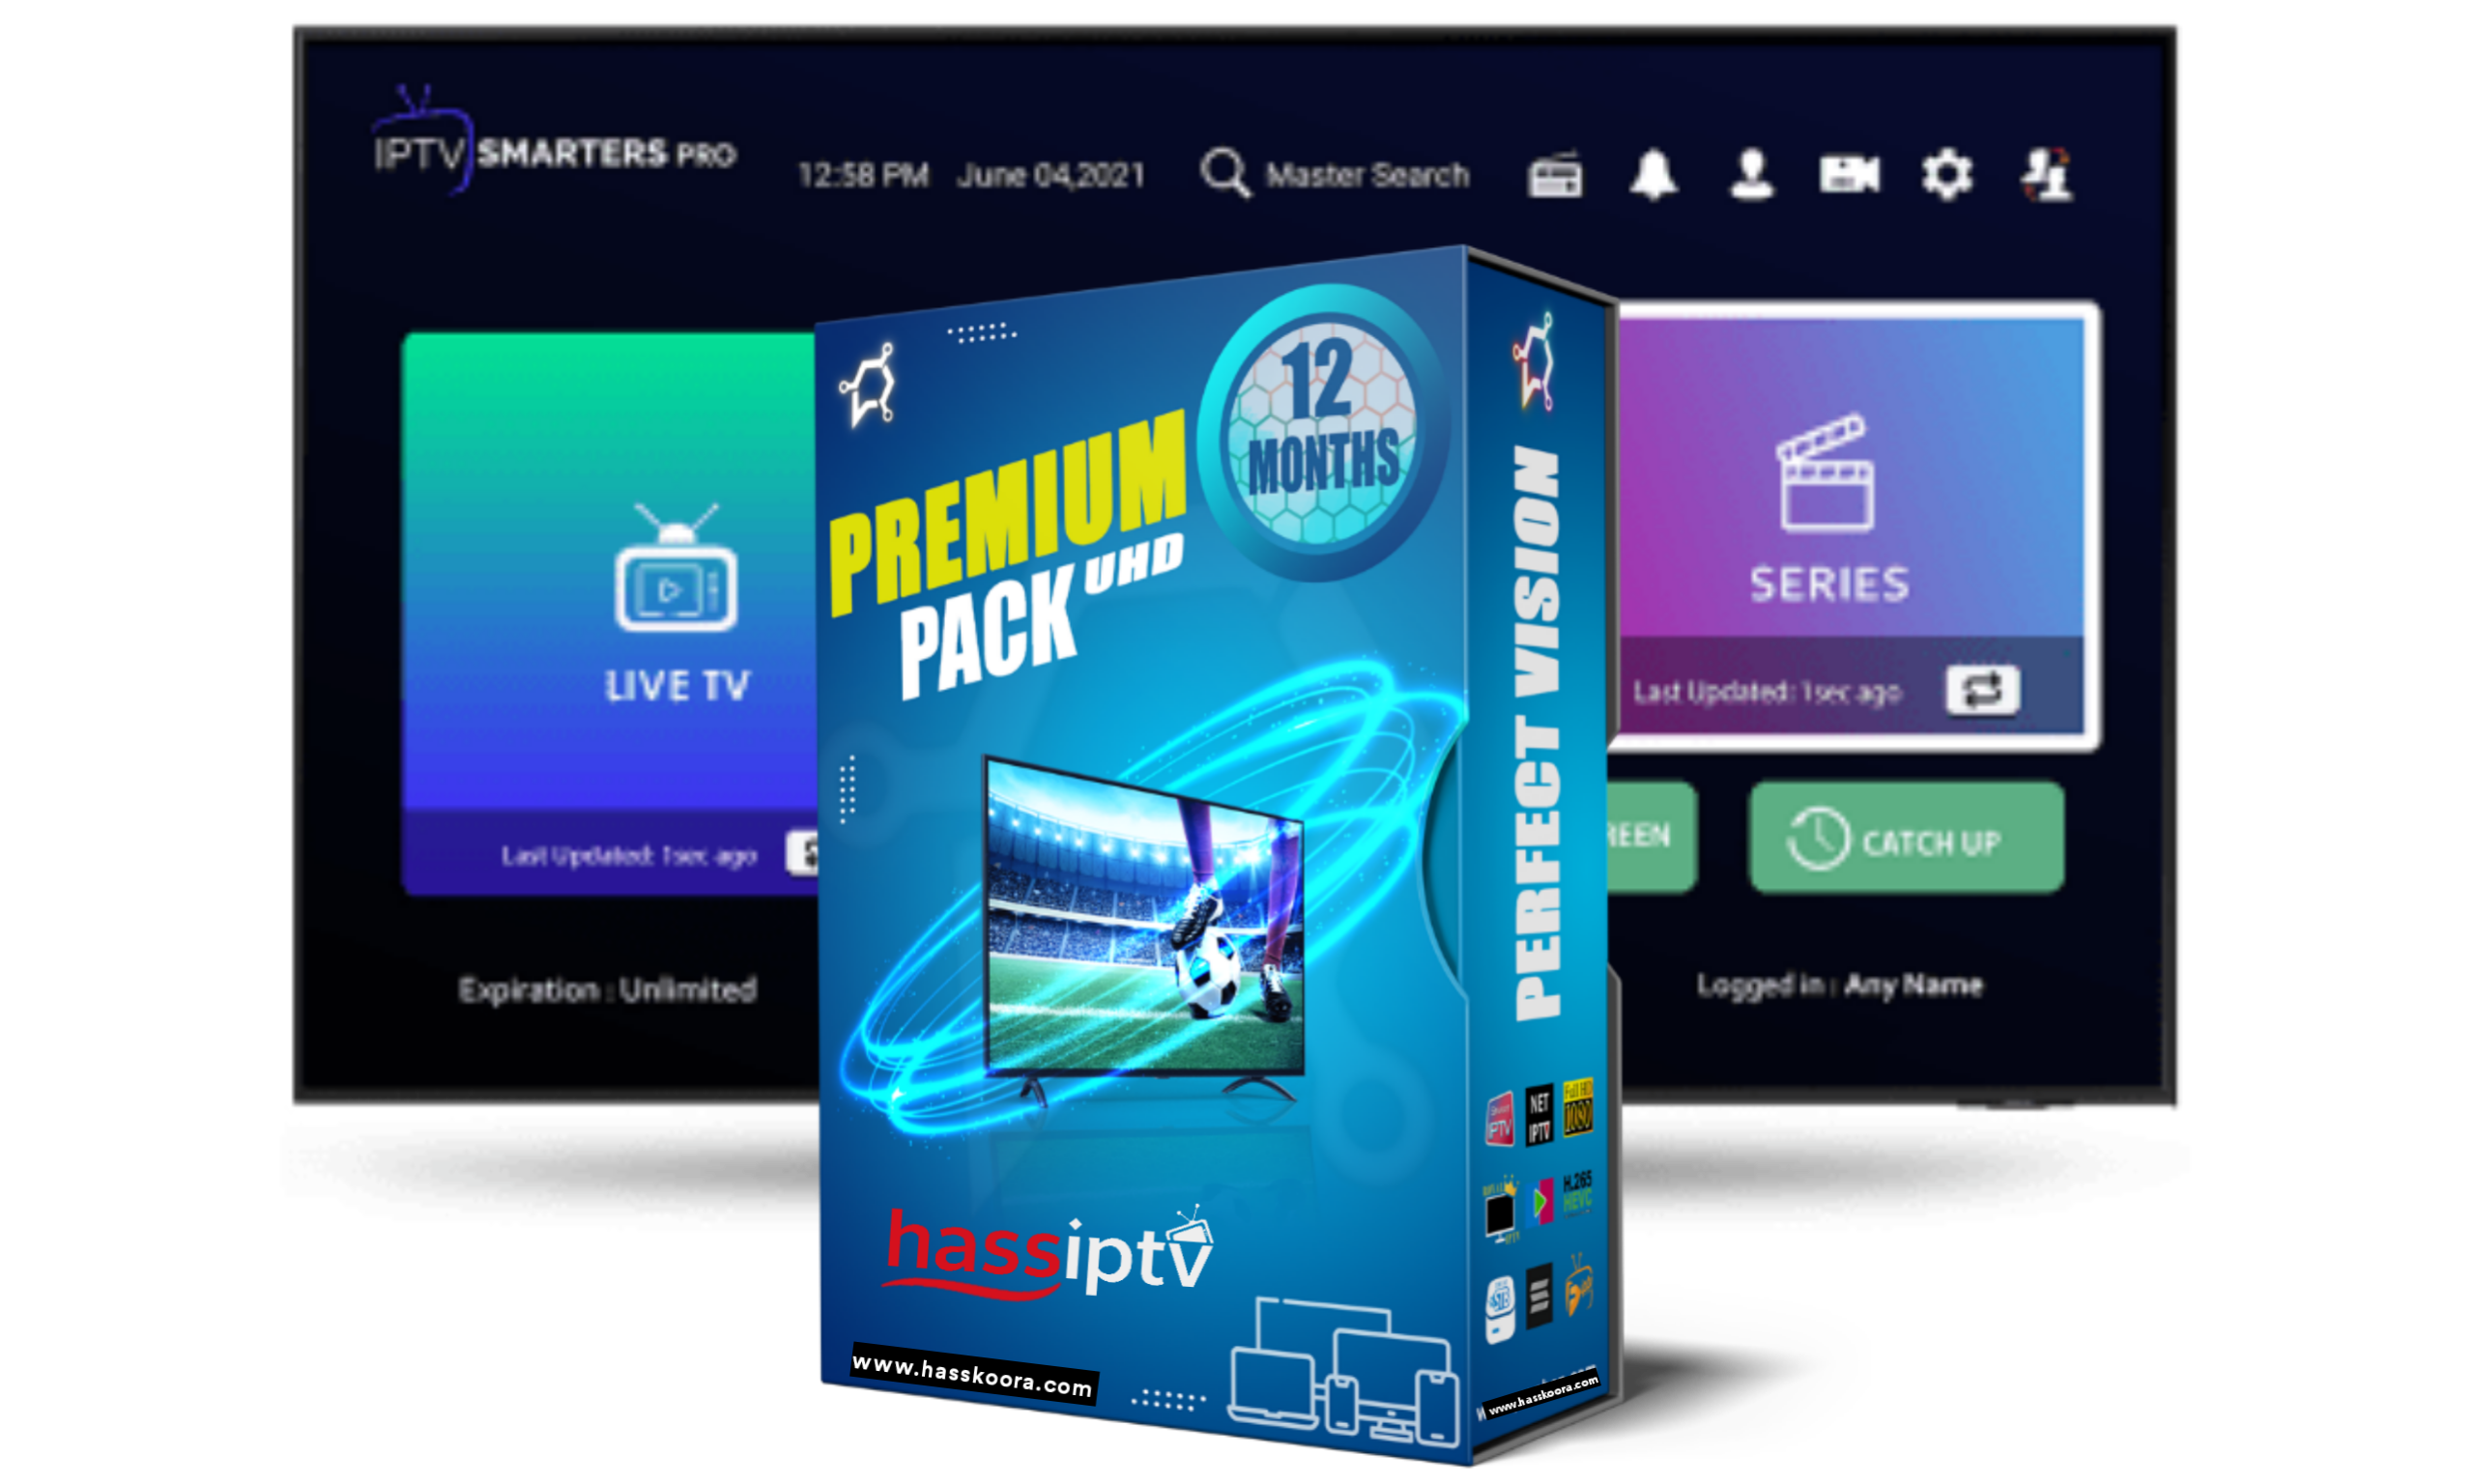 IPTV SMARTERS PRO
12:58 PM June 04,2021
Master Search
LIVE TV
Last Updated: 1sec ago
Expiration : Unlimited
12
MONTHS
PREMIUM
PACK UHD
hassiptv
www.hasskoora.com
PERFECT VISION
NET
IPTV
Full HD
1080
IPTV
H.265
HEVC
STB
www.hasskoora.com
SERIES
Last Updated: 1sec ago
REEN
CATCH UP
Logged in : Any Name